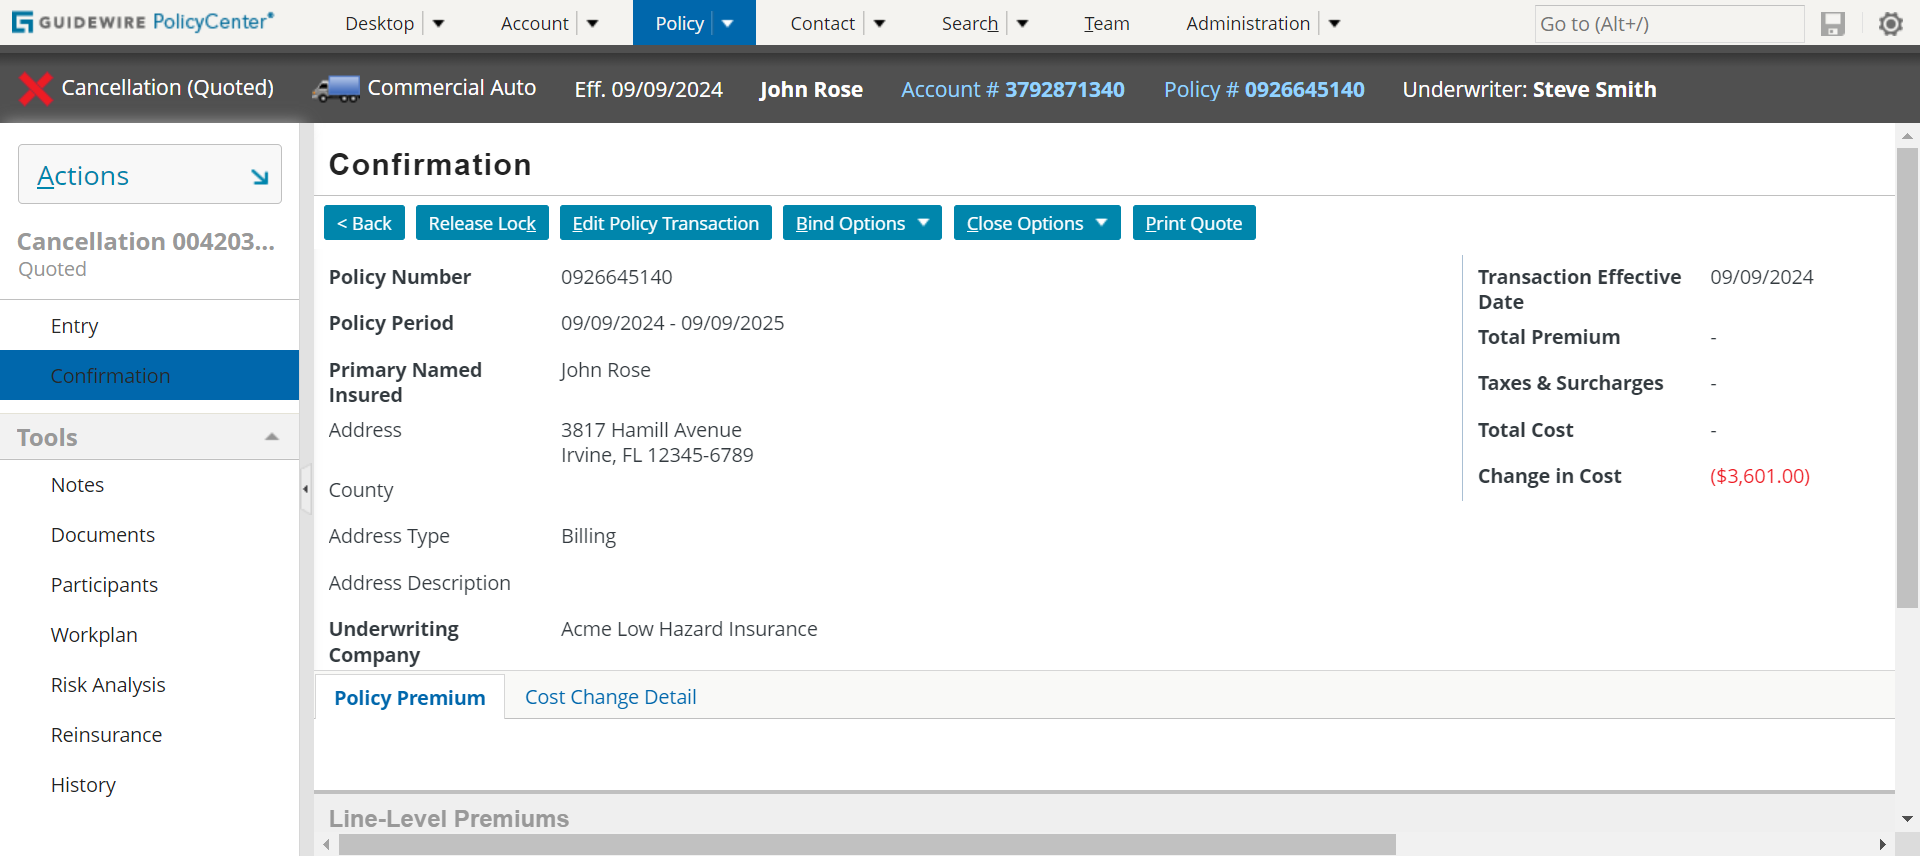 GUIDEWIRE PolicyCenter®
Desktop
Account
Policy
Contact
Search
Team
Administration
Go to (Alt+/)
Cancellation (Quoted)
Commercial Auto
Eff. 09/09/2024
John Rose
Account # 3792871340
Policy # 0926645140
Underwriter: Steve Smith
Actions
Cancellation 004203...
Quoted
Entry
Confirmation
Tools
Notes
Documents
Participants
Workplan
Risk Analysis
Reinsurance
History
Confirmation
< Back
Release Lock
Edit Policy Transaction
Bind Options
Close Options
Print Quote
Policy Number 0926645140
Policy Period 09/09/2024 - 09/09/2025
Primary Named
Insured
John Rose
Address
3817 Hamill Avenue
Irvine, FL 12345-6789
County
Address Type Billing
Address Description
Underwriting
Company
Acme Low Hazard Insurance
Transaction Effective
Date
09/09/2024
Total Premium -
Taxes & Surcharges -
Total Cost -
Change in Cost ($3,601.00)
Policy Premium
Cost Change Detail
Line-Level Premiums